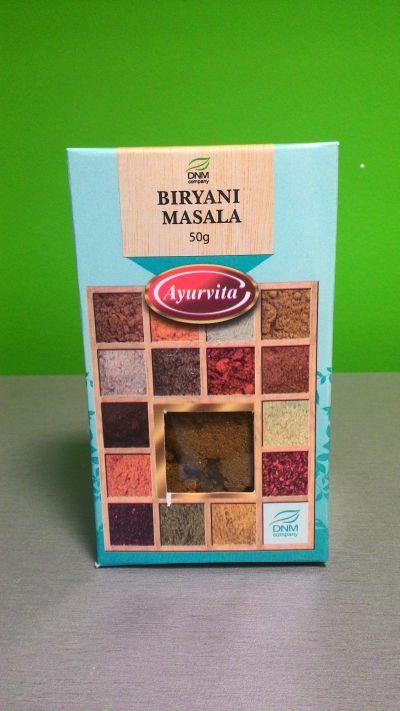 DNM
company
BIRYANI
MASALA
50g
Ayurvita
DNM
company